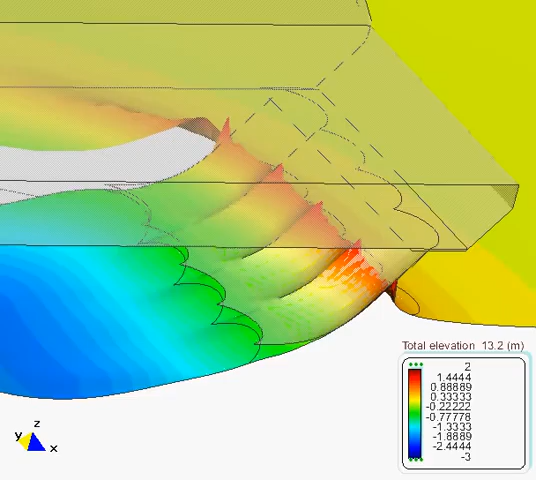 Total elevation 13.2 (m)
2
1.4444
0.88889
0.33333
-0.22222
-0.77778
-1.3333
-1.8889
-2.4444
-3
z
y
x